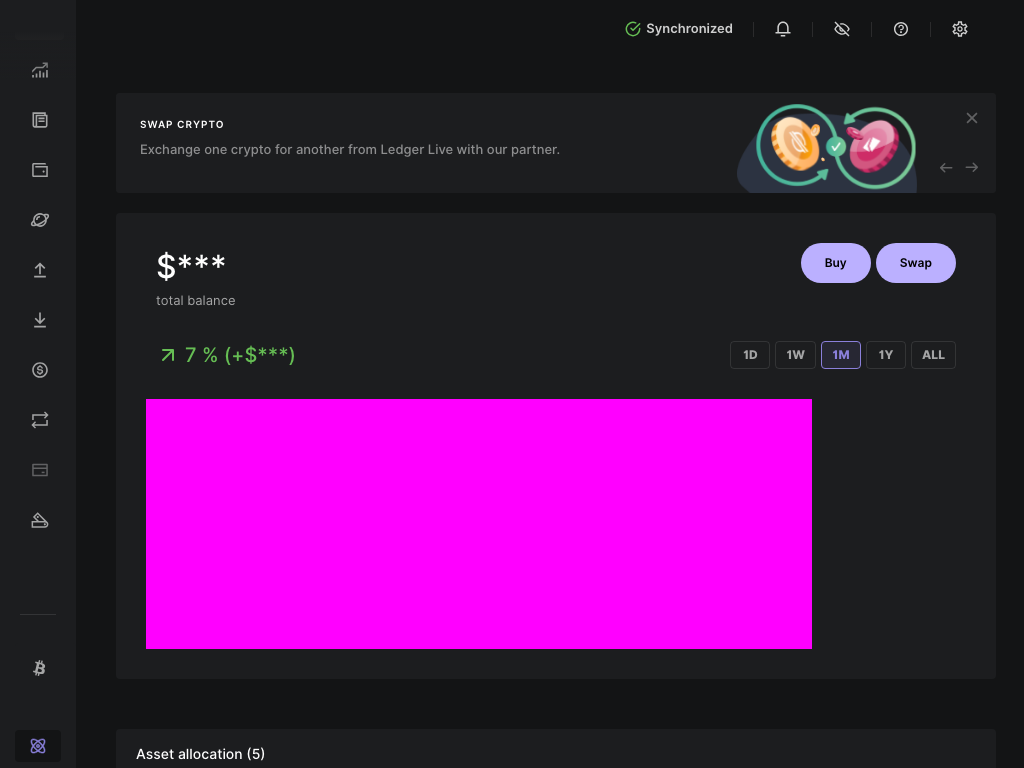 Synchronized
SWAP CRYPTO
Exchange one crypto for another from Ledger Live with our partner.
$***
total balance
Buy
Swap
7 % (+$***)
1D
1W
1M
1Y
ALL
Asset allocation (5)